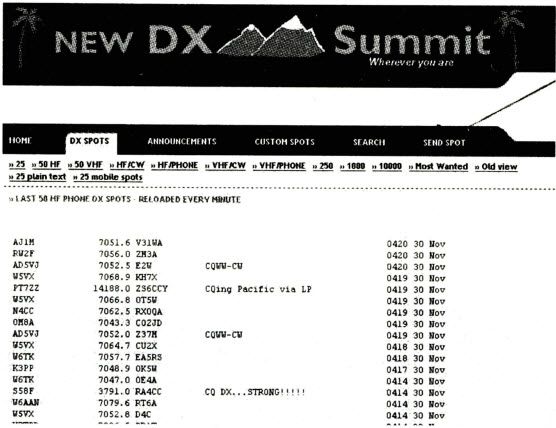 NEW DX Summit
Wherever you are
HOME DX SPOTS ANNOUNCEMENTS CUSTOM SPOTS SEARCH SEND SPOT
» 25 » 50 HF » 50 VHF » HF/CW » HF/PHONE » VHF/CW » VHF/PHONE » 250 » 1000 » 10000 » Most Wanted » Old view
» 25 plain text » 25 mobile spots
» LAST 50 HF PHONE DX SPOTS - RELOADED EVERY MINUTE
AJ1M 7051.6 V31WA 0420 30 Nov
RW2F 7056.0 ZM3A 0420 30 Nov
AD5VJ 7052.5 E2W CQWW-CW 0420 30 Nov
W5VX 7068.9 KH7X 0419 30 Nov
PT7ZZ 14188.0 ZS6CCY CQing Pacific via LP 0419 30 Nov
W5VX 7066.8 OT5W 0419 30 Nov
N4CC 7062.5 RX0QA 0419 30 Nov
OM8A 7043.3 CO2JD 0419 30 Nov
AD5VJ 7052.0 Z37M CQWW-CW 0419 30 Nov
W5VX 7064.7 CU2X 0418 30 Nov
W6TK 7057.7 EA5RS 0418 30 Nov
K3PP 7048.9 OK5W 0417 30 Nov
W6TK 7047.0 OE4A 0414 30 Nov
S58F 3791.0 RA4CC CQ DX...STRONG!!!!! 0414 30 Nov
W6AAN 7079.6 RT6A 0414 30 Nov
W5VX 7052.8 D4C 0414 30 Nov